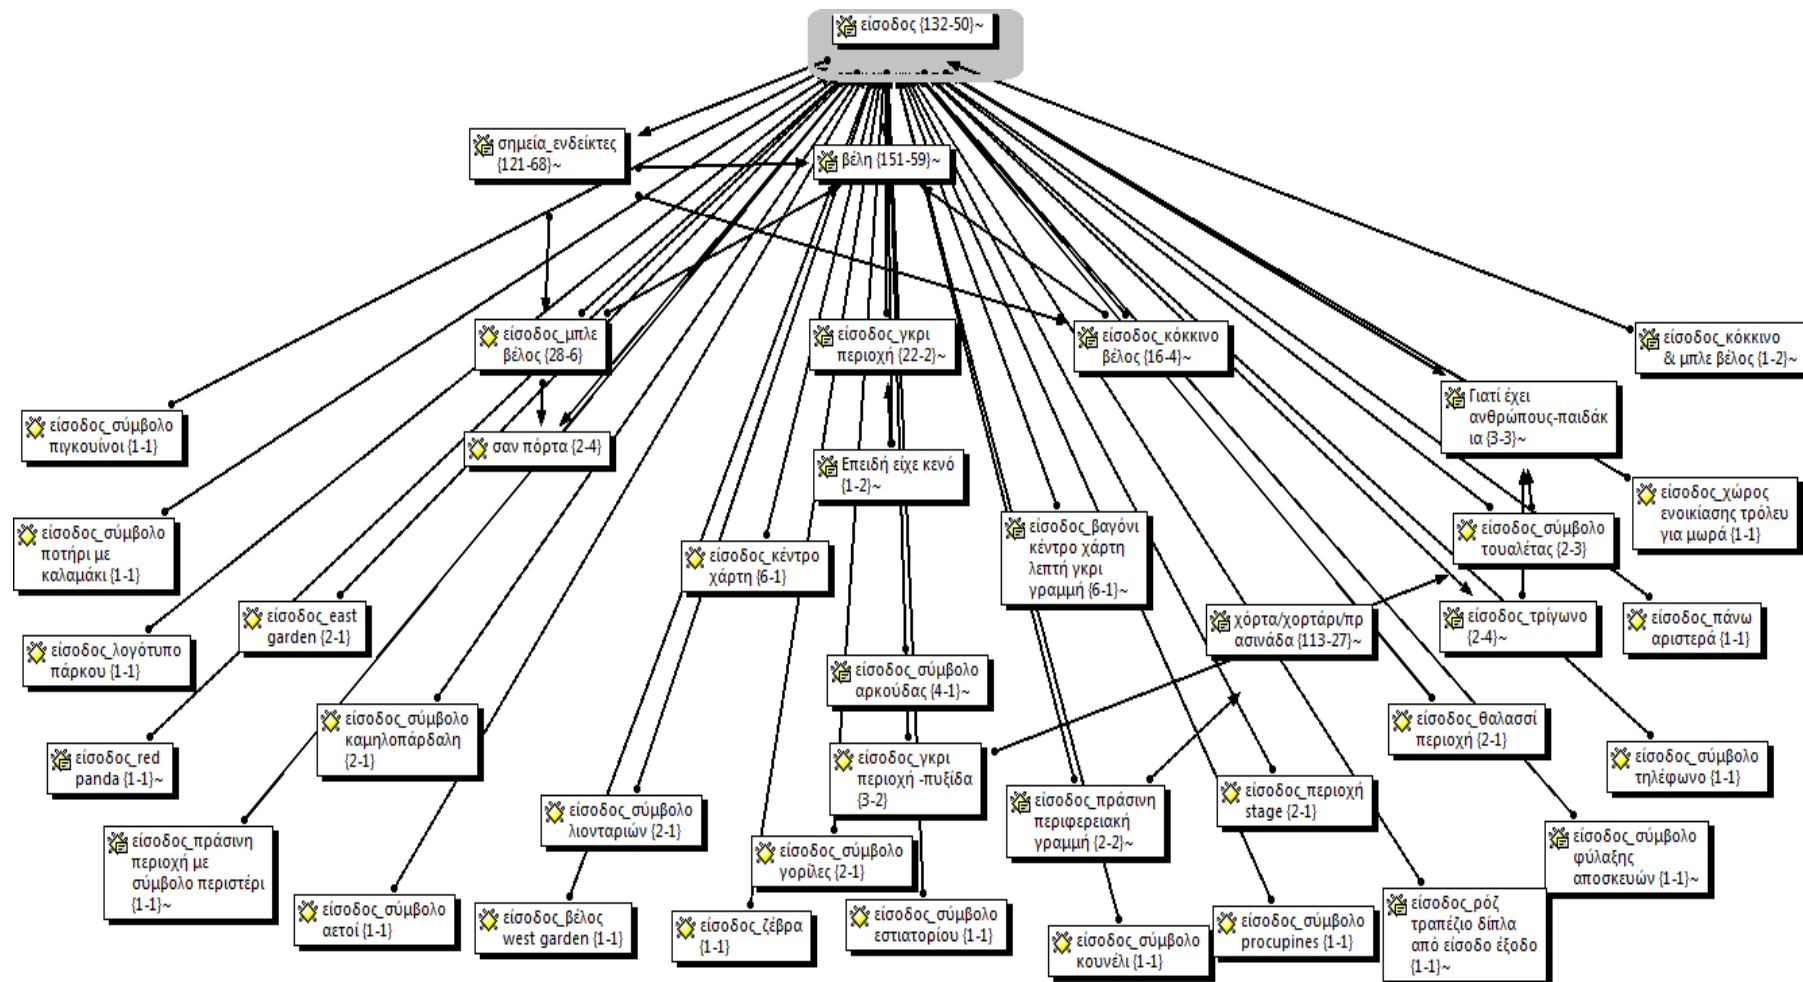 είσοδος {132-50}~
σημεία_ενδείκτες
{121-68}~
βέλη {151-59}~
είσοδος_μπλε
βέλος {28-6}
είσοδος_γκρι
περιοχή {22-2}~
είσοδος_κόκκινο
βέλος {16-4}~
είσοδος_κόκκινο
& μπλε βέλος {1-2}~
είσοδος_σύμβολο
πιγκουίνοι {1-1}
σαν πόρτα {2-4}
Γιατί έχει
ανθρώπους-παιδάκ
ια {3-3}~
Επειδή είχε κενό
{1-2}~
είσοδος_χώρος
ενοικίασης τρόλευ
για μωρά {1-1}
είσοδος_σύμβολο
ποτήρι με
καλαμάκι {1-1}
είσοδος_κέντρο
χάρτη {6-1}
είσοδος_βαγόνι
κέντρο χάρτη
λεπτή γκρι
γραμμή {6-1}~
είσοδος_σύμβολο
τουαλέτας {2-3}
είσοδος_east
garden {2-1}
χόρτα/χορτάρι/πρ
ασινάδα {113-27}~
είσοδος_τρίγωνο
{2-4}~
είσοδος_πάνω
αριστερά {1-1}
είσοδος_λογότυπο
πάρκου {1-1}
είσοδος_σύμβολο
αρκούδας {4-1}~
είσοδος_σύμβολο
καμηλοπάρδαλη
{2-1}
είσοδος_θαλασσί
περιοχή {2-1}
είσοδος_red
panda {1-1}~
είσοδος_γκρι
περιοχή -πυξίδα
{3-2}
είσοδος_σύμβολο
τηλέφωνο {1-1}
είσοδος_σύμβολο
λιονταριών {2-1}
είσοδος_πράσινη
περιφερειακή
γραμμή {2-2}~
είσοδος_περιοχή
stage {2-1}
είσοδος_πράσινη
περιοχή με
σύμβολο περιστέρι
{1-1}~
είσοδος_σύμβολο
γορίλες {2-1}
είσοδος_σύμβολο
φύλαξης
αποσκευών {1-1}~
είσοδος_σύμβολο
αετοί {1-1}
είσοδος_βέλος
west garden {1-1}
είσοδος_ζέβρα
{1-1}
είσοδος_σύμβολο
εστιατορίου {1-1}
είσοδος_σύμβολο
κουνέλι {1-1}
είσοδος_σύμβολο
procupines {1-1}
είσοδος_ρόζ
τραπέζιο δίπλα
από είσοδο έξοδο
{1-1}~